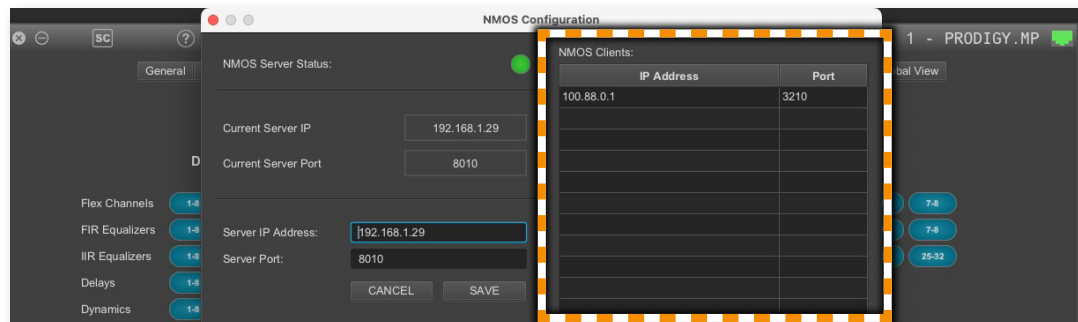 NMOS Configuration
SC
?
1 - PRODIGY.MP
General
bal View
NMOS Server Status:
Current Server IP
192.168.1.29
Current Server Port
8010
Server IP Address:
192.168.1.29
Server Port:
8010
CANCEL
SAVE
NMOS Clients:
IP Address
Port
100.88.0.1
3210
D
Flex Channels
1-8
7-8
FIR Equalizers
1-8
7-8
IIR Equalizers
1-8
25-32
Delays
1-8
Dynamics
1-8